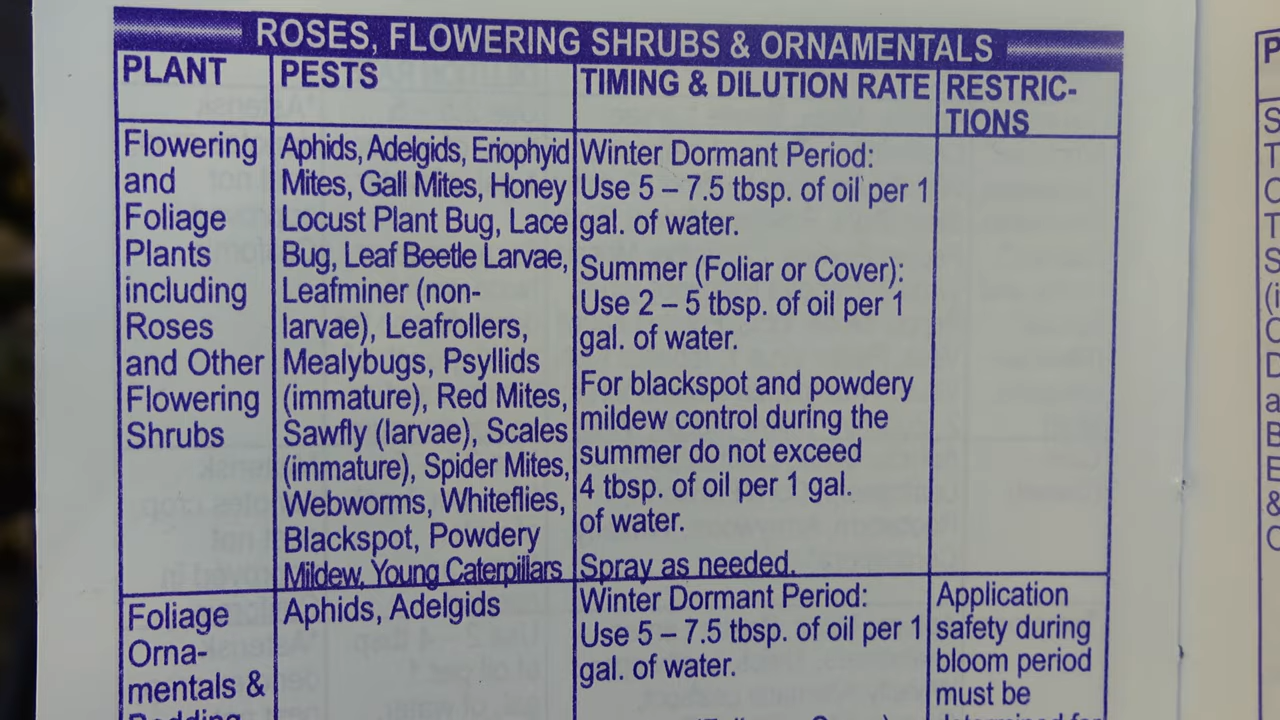 ROSES, FLOWERING SHRUBS & ORNAMENTALS
PLANT
PESTS
TIMING & DILUTION RATE
RESTRIC-
TIONS
Flowering
and
Foliage
Plants
including
Roses
and Other
Flowering
Shrubs
Aphids, Adelgids, Eriophyid
Mites, Gall Mites, Honey
Locust Plant Bug, Lace
Bug, Leaf Beetle Larvae,
Leafminer (non-
larvae), Leafrollers,
Mealybugs, Psyllids
(immature), Red Mites,
Sawfly (larvae), Scales
(immature), Spider Mites,
Webworms, Whiteflies,
Blackspot, Powdery
Mildew, Young Caterpillars
Winter Dormant Period:
Use 5 – 7.5 tbsp. of oil per 1
gal. of water.
Summer (Foliar or Cover):
Use 2 – 5 tbsp. of oil per 1
gal. of water.
For blackspot and powdery
mildew control during the
summer do not exceed
4 tbsp. of oil per 1 gal.
of water.
Spray as needed.
Foliage
Orna-
mentals &
Bedding
Aphids, Adelgids
Winter Dormant Period:
Use 5 – 7.5 tbsp. of oil per 1
gal. of water.
Application
safety during
bloom period
must be